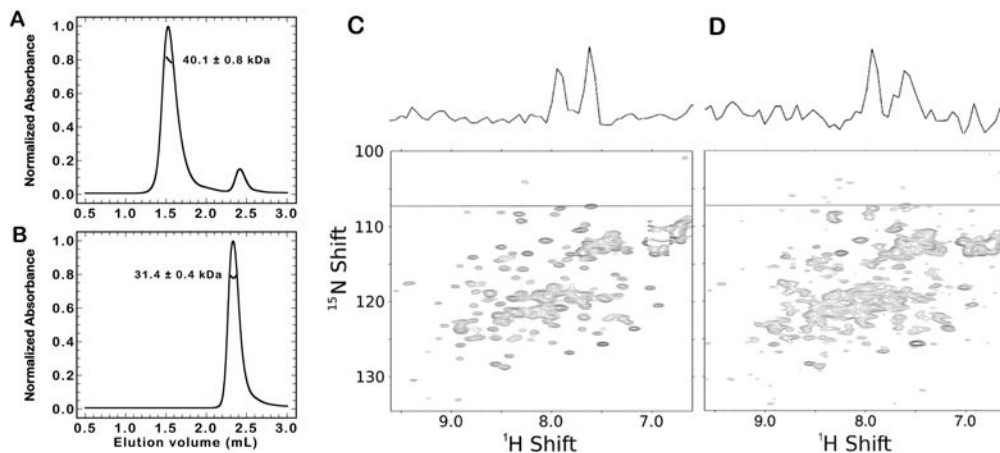 A
Normalized Absorbance
1.0
0.8
0.6
0.4
0.2
0.0
40.1 ± 0.8 kDa
0.5 1.0 1.5 2.0 2.5 3.0
B
Normalized Absorbance
1.0
0.8
0.6
0.4
0.2
0.0
31.4 ± 0.4 kDa
0.5 1.0 1.5 2.0 2.5 3.0
Elution volume (mL)
C
¹⁵N Shift
100
110
120
130
9.0 8.0 7.0
¹H Shift
D
9.0 8.0 7.0
¹H Shift